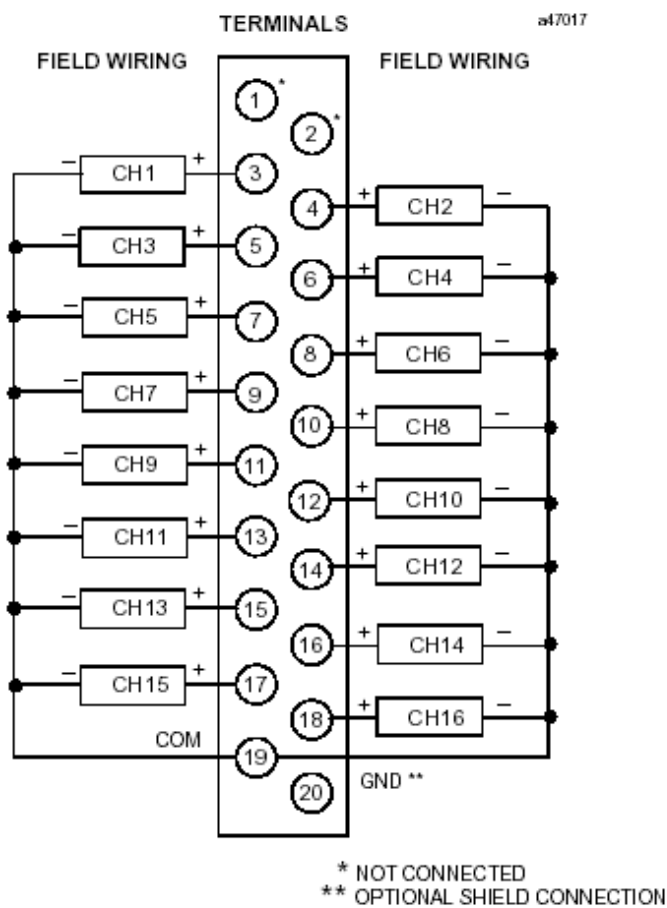 TERMINALS
a47017
FIELD WIRING
FIELD WIRING
1 *
2 *
− CH1 + 3
4 + CH2 −
− CH3 + 5
6 + CH4 −
− CH5 + 7
8 + CH6 −
− CH7 + 9
10 + CH8 −
− CH9 + 11
12 + CH10 −
− CH11 + 13
14 + CH12 −
− CH13 + 15
16 + CH14 −
− CH15 + 17
18 + CH16 −
COM 19
20 GND **
* NOT CONNECTED
** OPTIONAL SHIELD CONNECTION